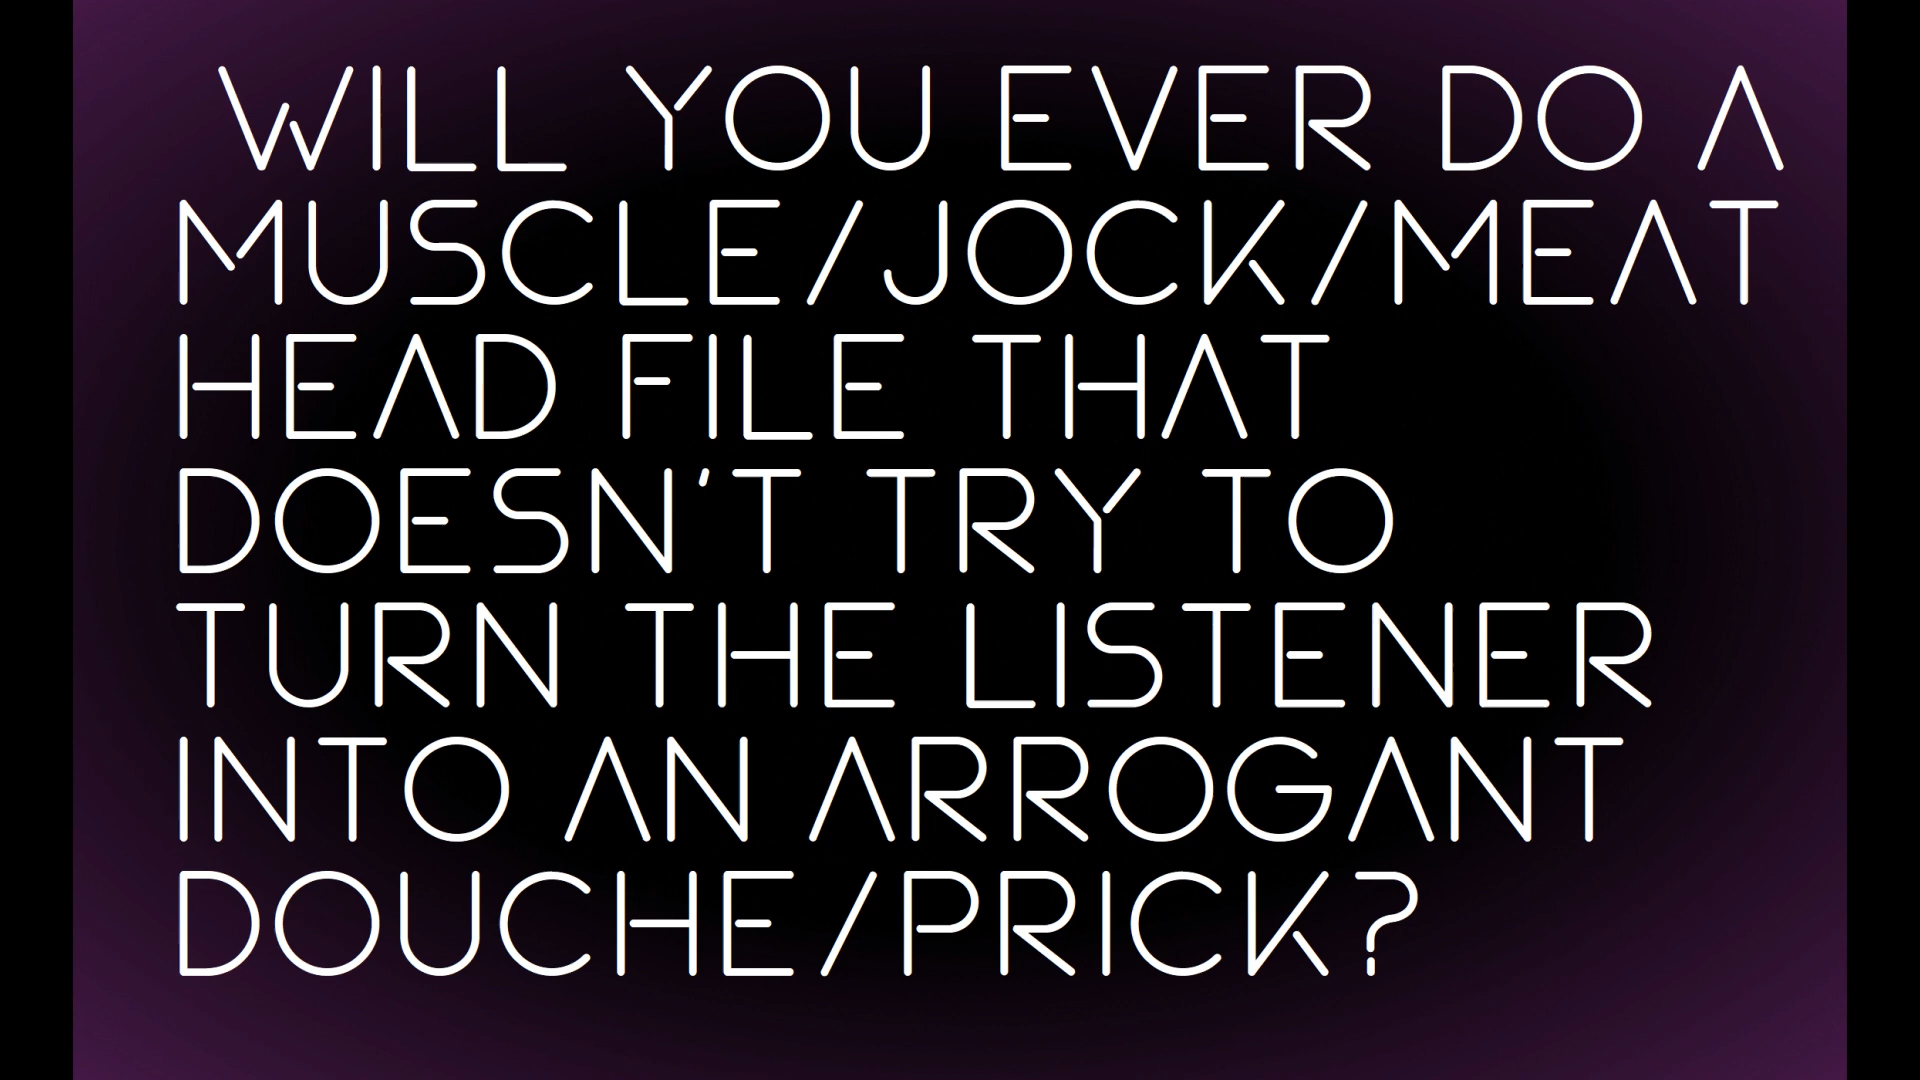 WILL YOU EVER DO A
MUSCLE/JOCK/MEAT
HEAD FILE THAT
DOESN'T TRY TO
TURN THE LISTENER
INTO AN ARROGANT
DOUCHE/PRICK?